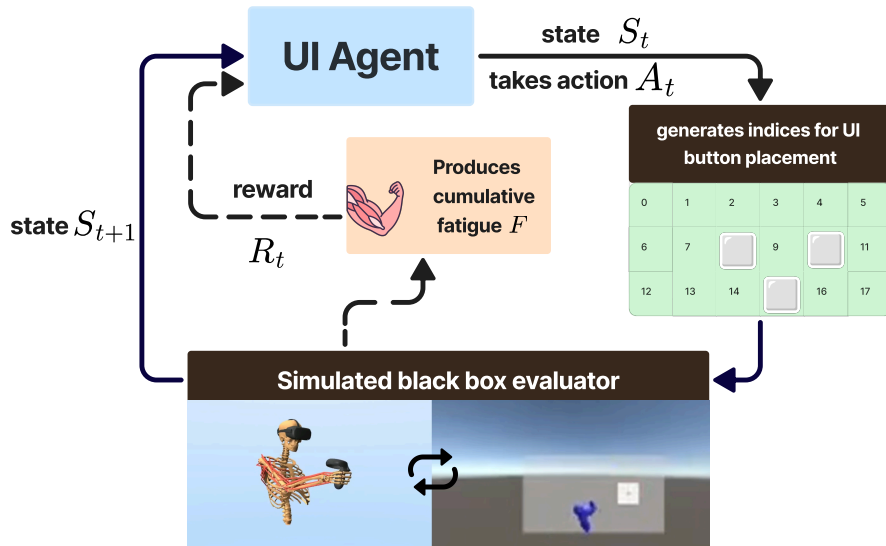 UI Agent
state S_t
takes action A_t
generates indices for UI
button placement
0 1 2 3 4 5
6 7 9 11
12 13 14 16 17
Produces
cumulative
fatigue F
reward
R_t
state S_{t+1}
Simulated black box evaluator